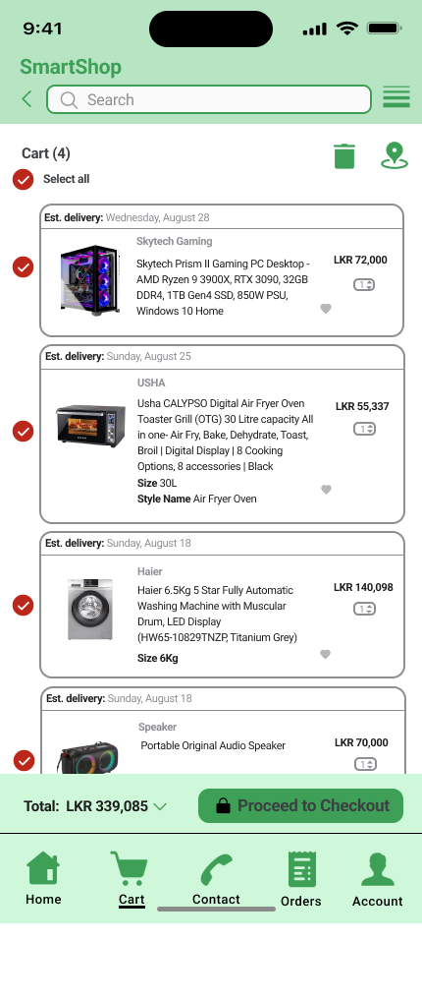 9:41
SmartShop
Search
Cart (4)
Select all
Est. delivery: Wednesday, August 28
Skytech Gaming
Skytech Prism II Gaming PC Desktop -
AMD Ryzen 9 3900X, RTX 3090, 32GB
DDR4, 1TB Gen4 SSD, 850W PSU,
Windows 10 Home
LKR 72,000
1
Est. delivery: Sunday, August 25
USHA
Usha CALYPSO Digital Air Fryer Oven
Toaster Grill (OTG) 30 Litre capacity All
in one- Air Fry, Bake, Dehydrate, Toast,
Broil | Digital Display | 8 Cooking
Options, 8 accessories | Black
Size 30L
Style Name Air Fryer Oven
LKR 55,337
1
Est. delivery: Sunday, August 18
Haier
Haier 6.5Kg 5 Star Fully Automatic
Washing Machine with Muscular
Drum, LED Display
(HW65-10829TNZP, Titanium Grey)
Size 6Kg
LKR 140,098
1
Est. delivery: Sunday, August 18
Speaker
Portable Original Audio Speaker
LKR 70,000
1
Total: LKR 339,085
Proceed to Checkout
Home
Cart
Contact
Orders
Account